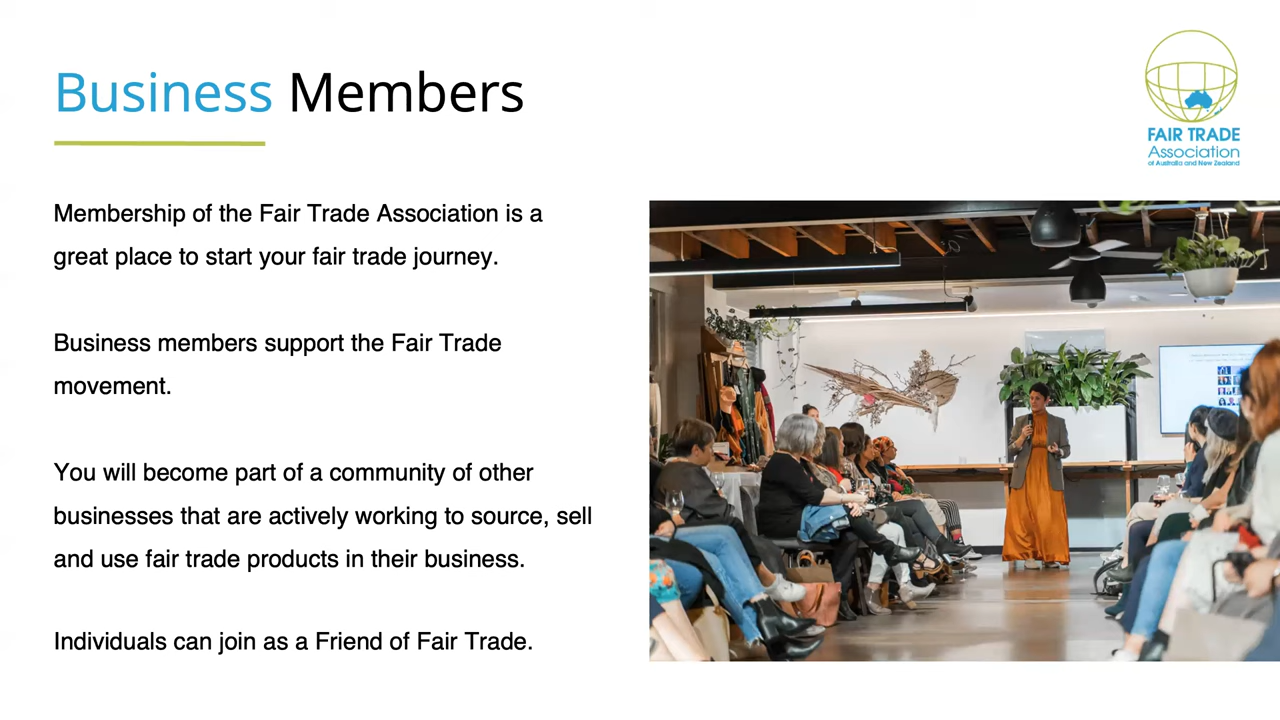 Business Members
FAIR TRADE
Association
of Australia and New Zealand
Membership of the Fair Trade Association is a
great place to start your fair trade journey.
Business members support the Fair Trade
movement.
You will become part of a community of other
businesses that are actively working to source, sell
and use fair trade products in their business.
Individuals can join as a Friend of Fair Trade.